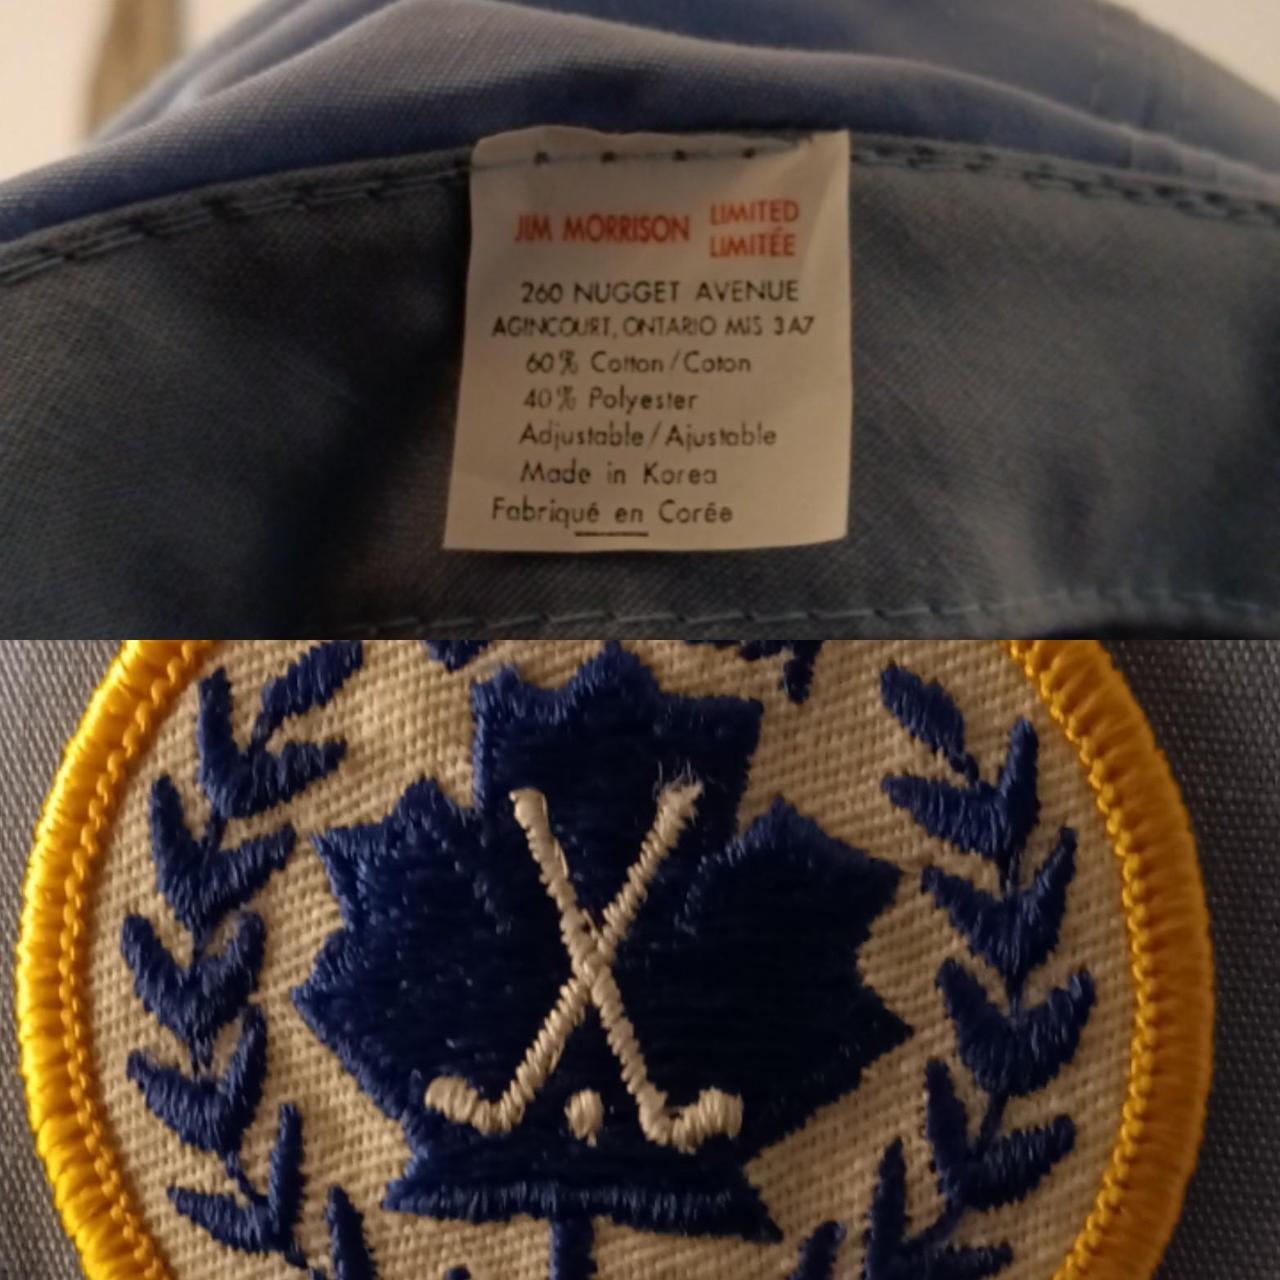 JIM MORRISON LIMITED
LIMITÉE
260 NUGGET AVENUE
AGINCOURT, ONTARIO M1S 3A7
60% Cotton/Coton
40% Polyester
Adjustable/Ajustable
Made in Korea
Fabriqué en Corée